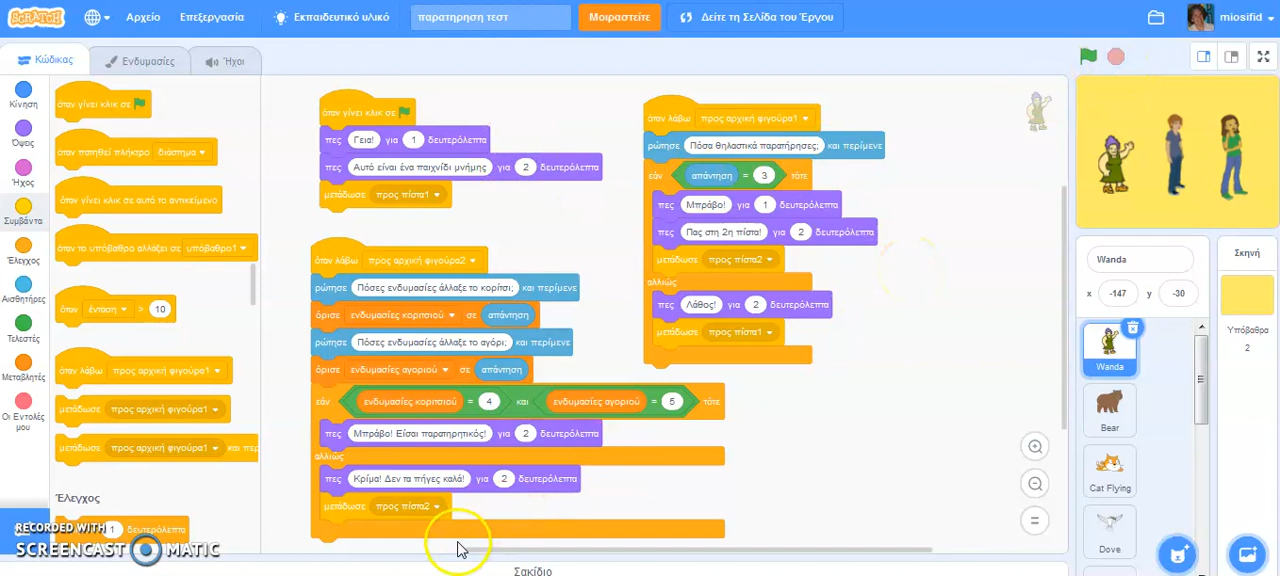 SCRATCH
Αρχείο
Επεξεργασία
Εκπαιδευτικό υλικό
παρατηρηση τεστ
Μοιραστείτε
Δείτε τη Σελίδα του Έργου
miosifid
Κώδικας
Ενδυμασίες
Ήχοι
Κίνηση
Όψεις
Ήχος
Συμβάντα
Έλεγχος
Αισθητήρες
Τελεστές
Μεταβλητές
Οι Εντολές
μου
όταν γίνει κλικ σε
όταν πατηθεί πλήκτρο διάστημα
όταν γίνει κλικ σε αυτό το αντικείμενο
όταν το υπόβαθρο αλλάξει σε υπόβαθρο1
όταν ένταση > 10
όταν λάβω προς αρχική φιγούρα1
μετάδωσε προς αρχική φιγούρα1
μετάδωσε προς αρχική φιγούρα1 και περ
Έλεγχος
1 δευτερόλεπτα
όταν γίνει κλικ σε
πες Γεια! για 1 δευτερόλεπτα
πες Αυτό είναι ένα παιχνίδι μνήμης για 2 δευτερόλεπτα
μετάδωσε προς πίστα1
όταν λάβω προς αρχική φιγούρα2
ρώτησε Πόσες ενδυμασίες άλλαξε το κορίτσι; και περίμενε
όρισε ενδυμασίες κοριτσιού σε απάντηση
ρώτησε Πόσες ενδυμασίες άλλαξε το αγόρι; και περίμενε
όρισε ενδυμασίες αγοριού σε απάντηση
εάν ενδυμασίες κοριτσιού = 4 και ενδυμασίες αγοριού = 5 τότε
πες Μπράβο! Είσαι παρατηρητικός! για 2 δευτερόλεπτα
αλλιώς
πες Κρίμα! Δεν τα πήγες καλά! για 2 δευτερόλεπτα
μετάδωσε προς πίστα2
όταν λάβω προς αρχική φιγούρα1
ρώτησε Πόσα θηλαστικά παρατήρησες; και περίμενε
εάν απάντηση = 3 τότε
πες Μπράβο! για 1 δευτερόλεπτα
πες Πας στη 2η πίστα! για 2 δευτερόλεπτα
μετάδωσε προς πίστα2
αλλιώς
πες Λάθος! για 2 δευτερόλεπτα
μετάδωσε προς πίστα1
Wanda
x -147 y -30
Wanda
Bear
Cat Flying
Dove
Σκηνή
Υπόβαθρα
2
Σακίδιο
RECORDED WITH
SCREENCAST MATIC